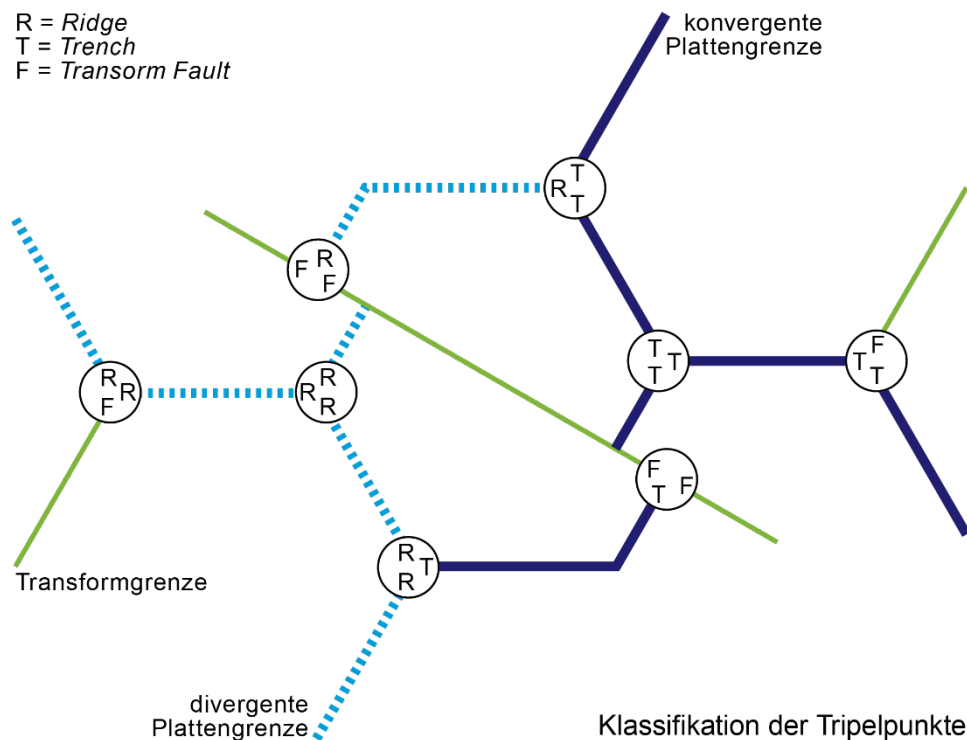 R = Ridge
T = Trench
F = Transorm Fault
konvergente
Plattengrenze
T
R
T
R
F
F
F
T
T
T
T
T
R
R
F
R
R
R
F
F
T
R
T
R
Transformgrenze
divergente
Plattengrenze
Klassifikation der Tripelpunkte